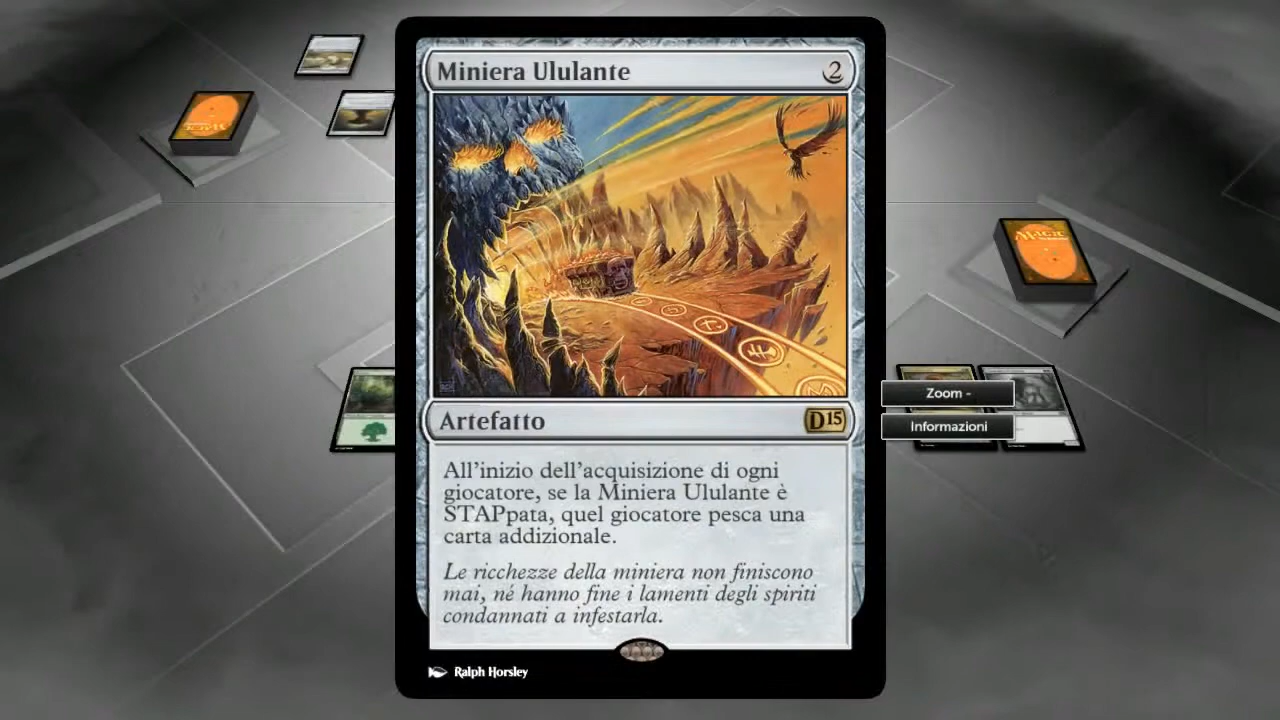 Miniera Ululante
2
MAGIC
Zoom -
Informazioni
Artefatto
D15
All'inizio dell'acquisizione di ogni
giocatore, se la Miniera Ululante è
STAPpata, quel giocatore pesca una
carta addizionale.
Le ricchezze della miniera non finiscono
mai, né hanno fine i lamenti degli spiriti
condannati a infestarla.
Ralph Horsley